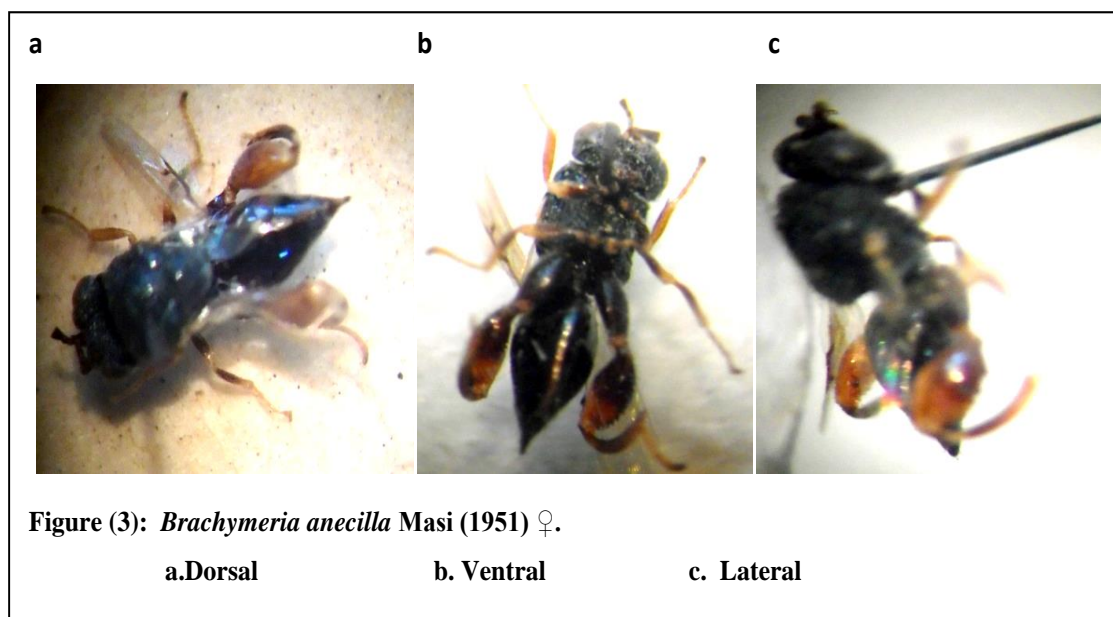 a b c
Figure (3): Brachymeria anecilla Masi (1951) ♀.
a.Dorsal b. Ventral c. Lateral